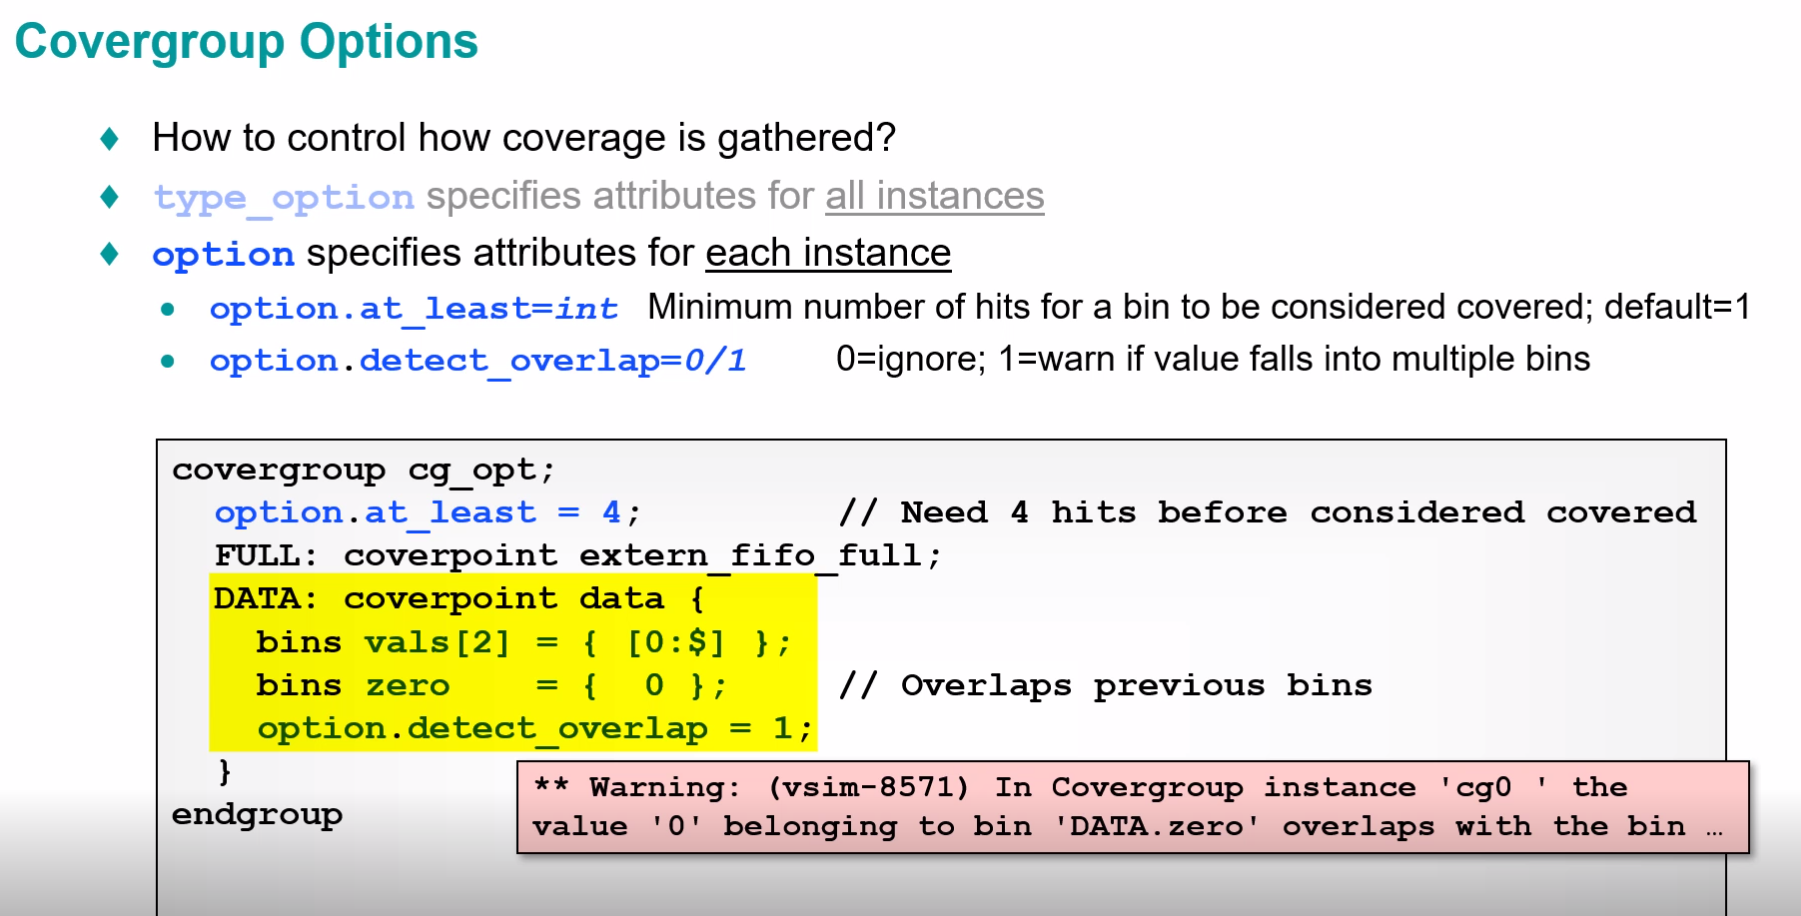 Covergroup Options
How to control how coverage is gathered?
type_option specifies attributes for all instances
option specifies attributes for each instance
option.at_least=int Minimum number of hits for a bin to be considered covered; default=1
option.detect_overlap=0/1 0=ignore; 1=warn if value falls into multiple bins
covergroup cg_opt;
option.at_least = 4; // Need 4 hits before considered covered
FULL: coverpoint extern_fifo_full;
DATA: coverpoint data {
bins vals[2] = { [0:$] };
bins zero = { 0 }; // Overlaps previous bins
option.detect_overlap = 1;
}
endgroup
** Warning: (vsim-8571) In Covergroup instance 'cg0 ' the
value '0' belonging to bin 'DATA.zero' overlaps with the bin …